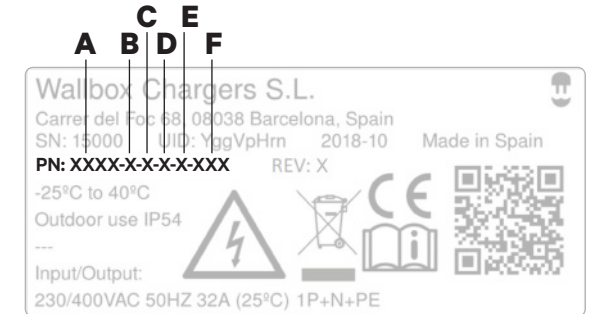 C E
A B D F
Wallbox Chargers S.L.
Carrer del Foc 68, 08038 Barcelona, Spain
SN: 15000 UID: YggVpHrn 2018-10 Made in Spain
PN: XXXX-X-X-X-X-XXX REV: X
-25ºC to 40ºC
Outdoor use IP54
---
Input/Output:
230/400VAC 50HZ 32A (25ºC) 1P+N+PE